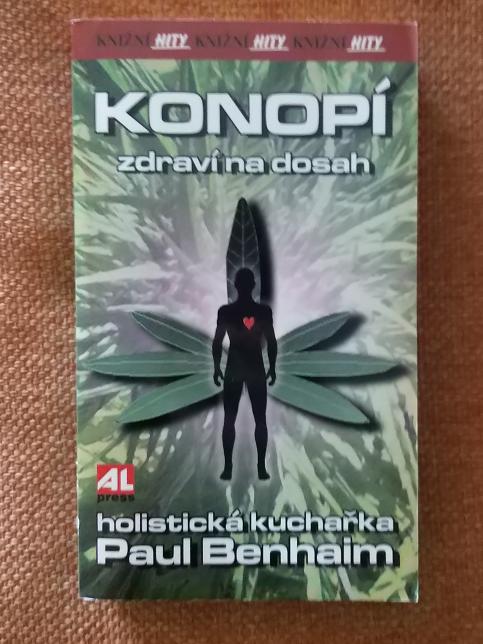 KNIŽNÍ HITY KNIŽNÍ HITY KNIŽNÍ HITY
KONOPÍ
zdraví na dosah
AL
press
holistická kuchařka
Paul Benhaim